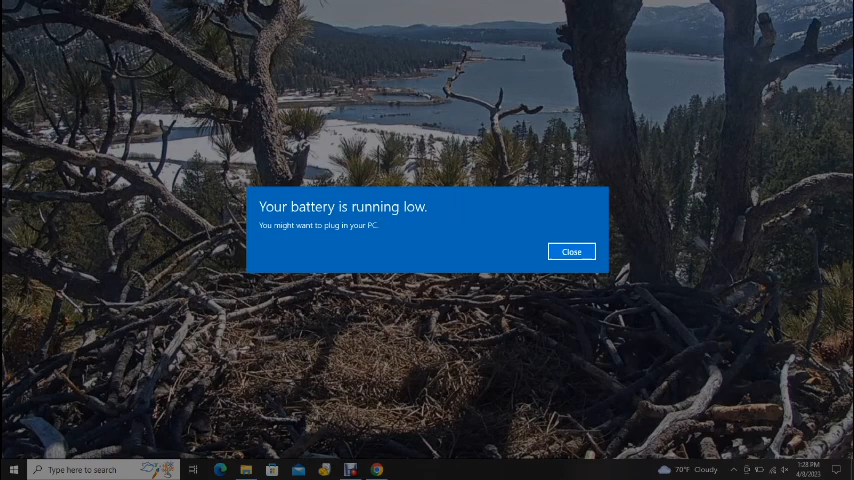 Your battery is running low.
You might want to plug in your PC.
Close
Type here to search
70°F Cloudy
1:28 PM
4/8/2023